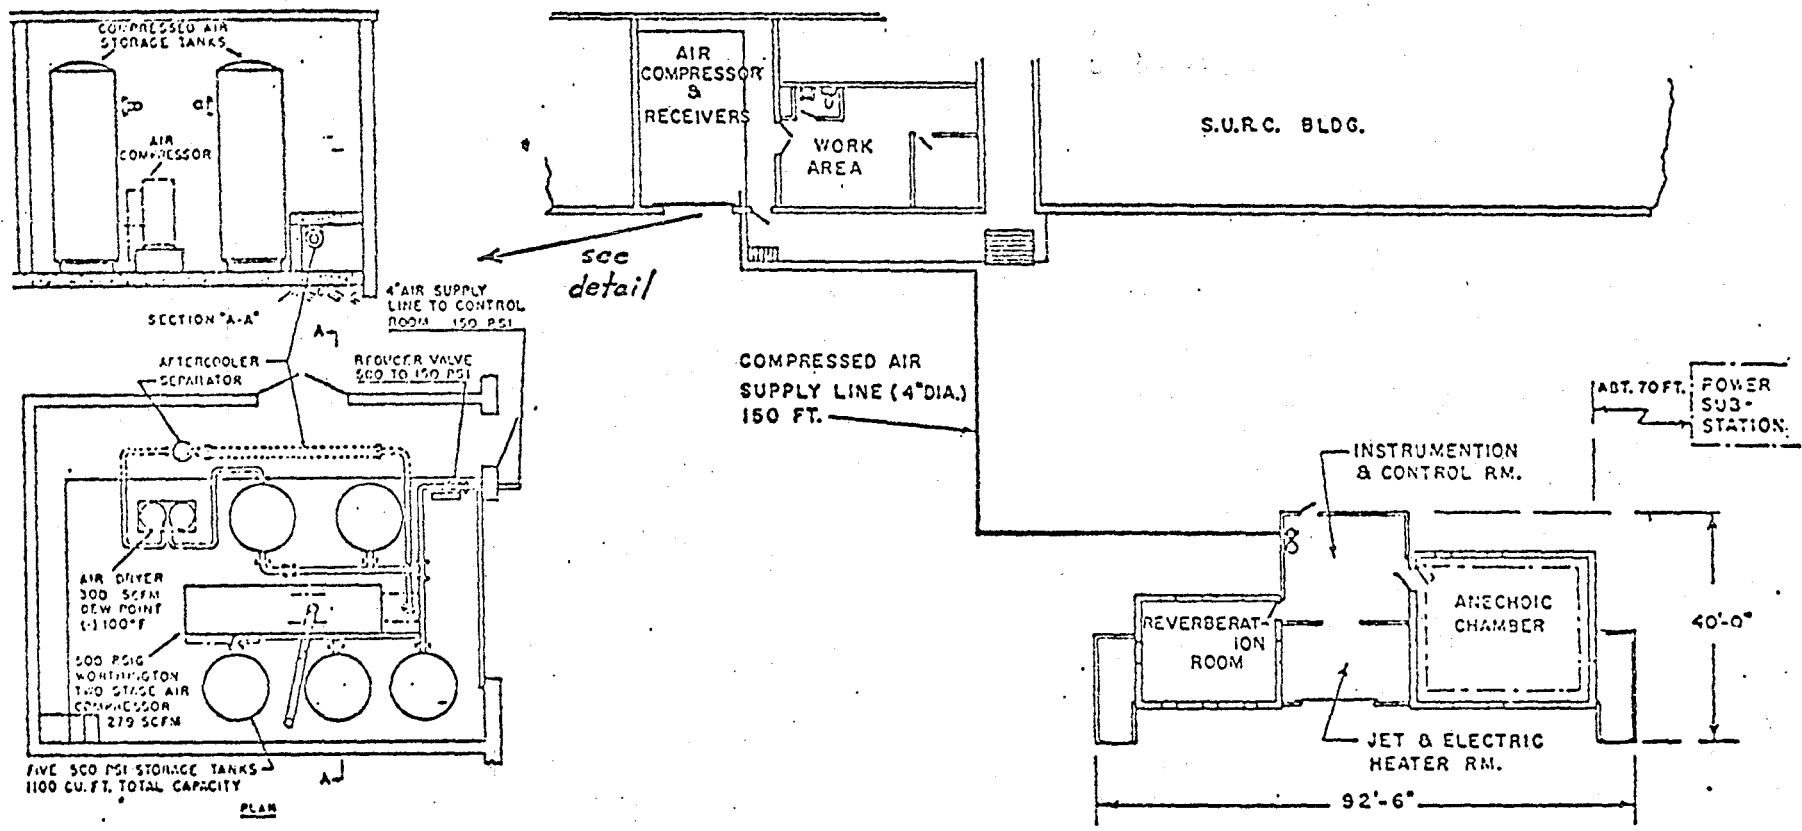 COMPRESSED AIR
STORAGE TANKS
AIR
COMPRESSOR
SECTION "A-A"
A
4" AIR SUPPLY
LINE TO CONTROL
ROOM 150 PSI
AFTERCOOLER
SEPARATOR
REDUCER VALVE
500 TO 150 PSI
AIR DRYER
300 SCFM
DEW POINT
(-) 100°F
500 PSIG
WORTHINGTON
TWO STAGE AIR
COMPRESSOR
279 SCFM
FIVE 500 PSI STORAGE TANKS
1100 CU. FT. TOTAL CAPACITY
A
PLAN
AIR
COMPRESSOR
&
RECEIVERS
WORK
AREA
S.U.R.C. BLDG.
see
detail
COMPRESSED AIR
SUPPLY LINE (4"DIA.)
150 FT.
ABT. 70 FT.
POWER
SUB-
STATION
INSTRUMENTION
& CONTROL RM.
REVERBERAT-
ION
ROOM
ANECHOIC
CHAMBER
40'-0"
JET & ELECTRIC
HEATER RM.
92'-6"